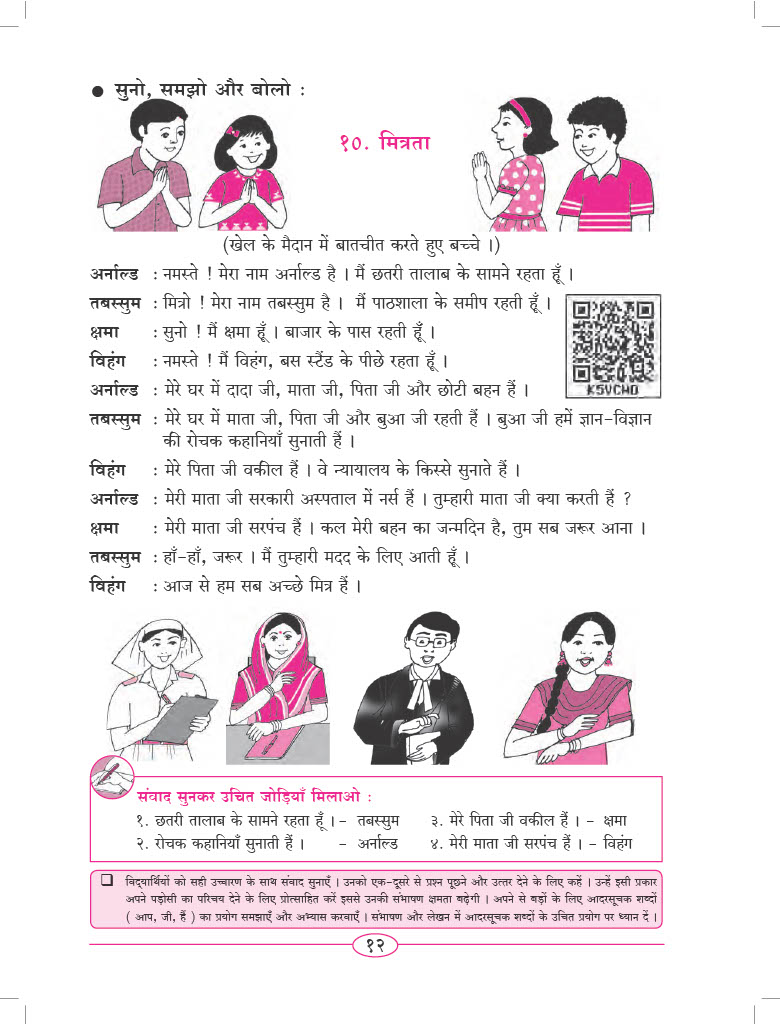 ● सुनो, समझो और बोलो :
१०. मित्रता
(खेल के मैदान में बातचीत करते हुए बच्चे ।)
अर्नाल्ड : नमस्ते ! मेरा नाम अर्नाल्ड है । मैं छतरी तालाब के सामने रहता हूँ ।
तबस्सुम : मित्रो ! मेरा नाम तबस्सुम है । मैं पाठशाला के समीप रहती हूँ ।
क्षमा : सुनो ! मैं क्षमा हूँ । बाजार के पास रहती हूँ ।
विहंग : नमस्ते ! मैं विहंग, बस स्टैंड के पीछे रहता हूँ ।
अर्नाल्ड : मेरे घर में दादा जी, माता जी, पिता जी और छोटी बहन हैं ।
K5VCWD
तबस्सुम : मेरे घर में माता जी, पिता जी और बुआ जी रहती हैं । बुआ जी हमें ज्ञान-विज्ञान
की रोचक कहानियाँ सुनाती हैं ।
विहंग : मेरे पिता जी वकील हैं । वे न्यायालय के किस्से सुनाते हैं ।
अर्नाल्ड : मेरी माता जी सरकारी अस्पताल में नर्स हैं । तुम्हारी माता जी क्या करती हैं ?
क्षमा : मेरी माता जी सरपंच हैं । कल मेरी बहन का जन्मदिन है, तुम सब जरूर आना ।
तबस्सुम : हाँ-हाँ, जरूर । मैं तुम्हारी मदद के लिए आती हूँ ।
विहंग : आज से हम सब अच्छे मित्र हैं ।
संवाद सुनकर उचित जोड़ियाँ मिलाओ :
१. छतरी तालाब के सामने रहता हूँ । - तबस्सुम ३. मेरे पिता जी वकील हैं । - क्षमा
२. रोचक कहानियाँ सुनाती हैं । - अर्नाल्ड ४. मेरी माता जी सरपंच हैं । - विहंग
❑ विद्यार्थियों को सही उच्चारण के साथ संवाद सुनाएँ । उनको एक-दूसरे से प्रश्न पूछने और उत्तर देने के लिए कहें । उन्हें इसी प्रकार
अपने पड़ोसी का परिचय देने के लिए प्रोत्साहित करें इससे उनकी संभाषण क्षमता बढ़ेगी । अपने से बड़ों के लिए आदरसूचक शब्दों
( आप, जी, हैं ) का प्रयोग समझाएँ और अभ्यास करवाएँ । संभाषण और लेखन में आदरसूचक शब्दों के उचित प्रयोग पर ध्यान दें ।
१२